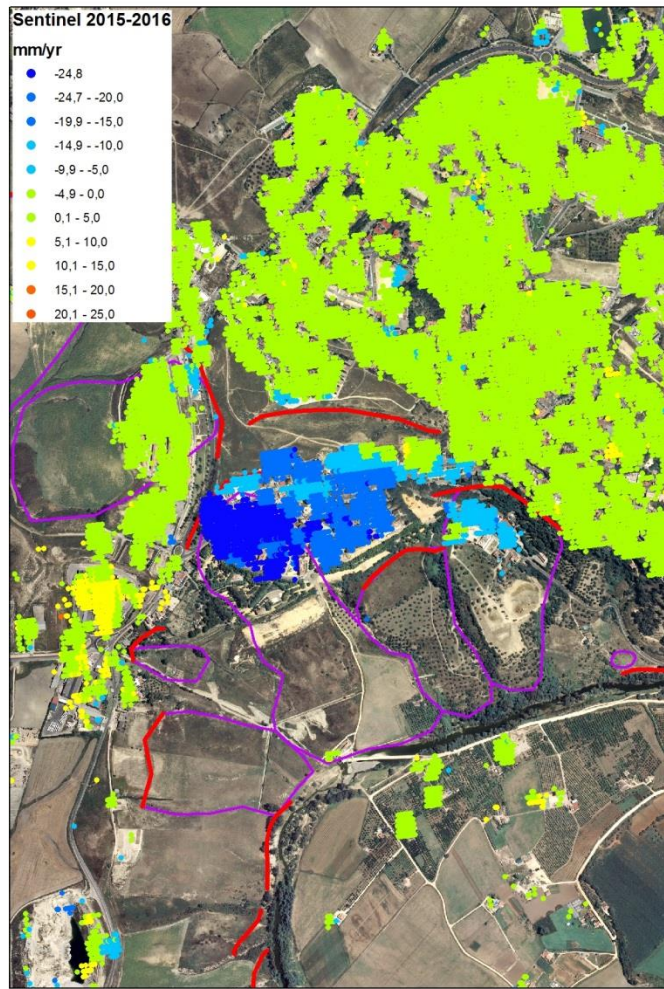 Sentinel 2015-2016
mm/yr
-24,8
-24,7 - -20,0
-19,9 - -15,0
-14,9 - -10,0
-9,9 - -5,0
-4,9 - 0,0
0,1 - 5,0
5,1 - 10,0
10,1 - 15,0
15,1 - 20,0
20,1 - 25,0